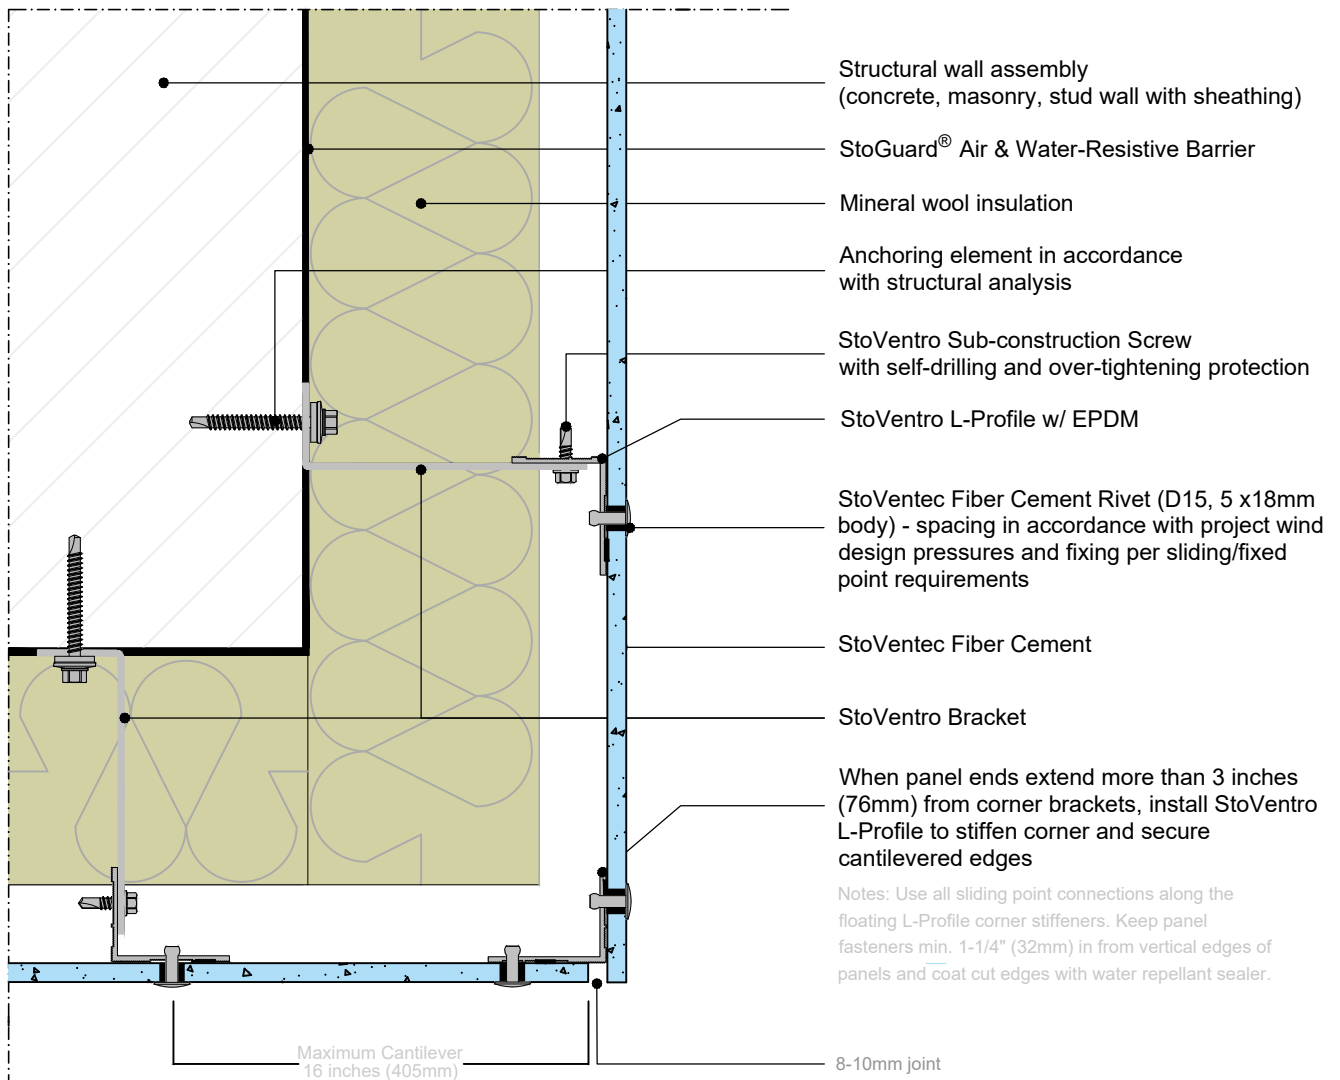 Structural wall assembly
(concrete, masonry, stud wall with sheathing)
StoGuard® Air & Water-Resistive Barrier
Mineral wool insulation
Anchoring element in accordance
with structural analysis
StoVentro Sub-construction Screw
with self-drilling and over-tightening protection
StoVentro L-Profile w/ EPDM
StoVentec Fiber Cement Rivet (D15, 5 x18mm
body) - spacing in accordance with project wind
design pressures and fixing per sliding/fixed
point requirements
StoVentec Fiber Cement
StoVentro Bracket
When panel ends extend more than 3 inches
(76mm) from corner brackets, install StoVentro
L-Profile to stiffen corner and secure
cantilevered edges
Notes: Use all sliding point connections along the
floating L-Profile corner stiffeners. Keep panel
fasteners min. 1-1/4" (32mm) in from vertical edges of
panels and coat cut edges with water repellant sealer.
Maximum Cantilever
16 inches (405mm)
8-10mm joint